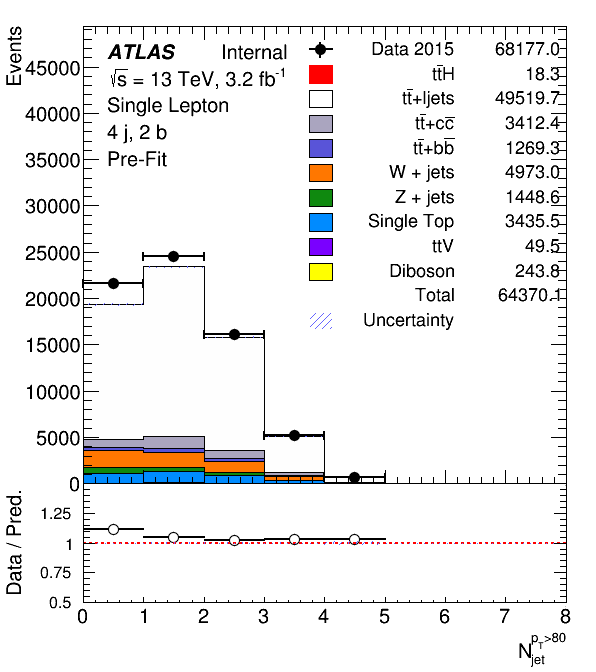 Events
ATLAS Internal
√s = 13 TeV, 3.2 fb⁻¹
Single Lepton
4 j, 2 b
Pre-Fit
Data 2015 68177.0
tt̄H 18.3
tt̄+ljets 49519.7
tt̄+cc̄ 3412.4
tt̄+bb̄ 1269.3
W + jets 4973.0
Z + jets 1448.6
Single Top 3435.5
ttV 49.5
Diboson 243.8
Total 64370.1
Uncertainty
45000
40000
35000
30000
25000
20000
15000
10000
5000
0
Data / Pred.
1.25
1
0.75
0.5
0 1 2 3 4 5 6 7 8
N_jet^{p_T>80}